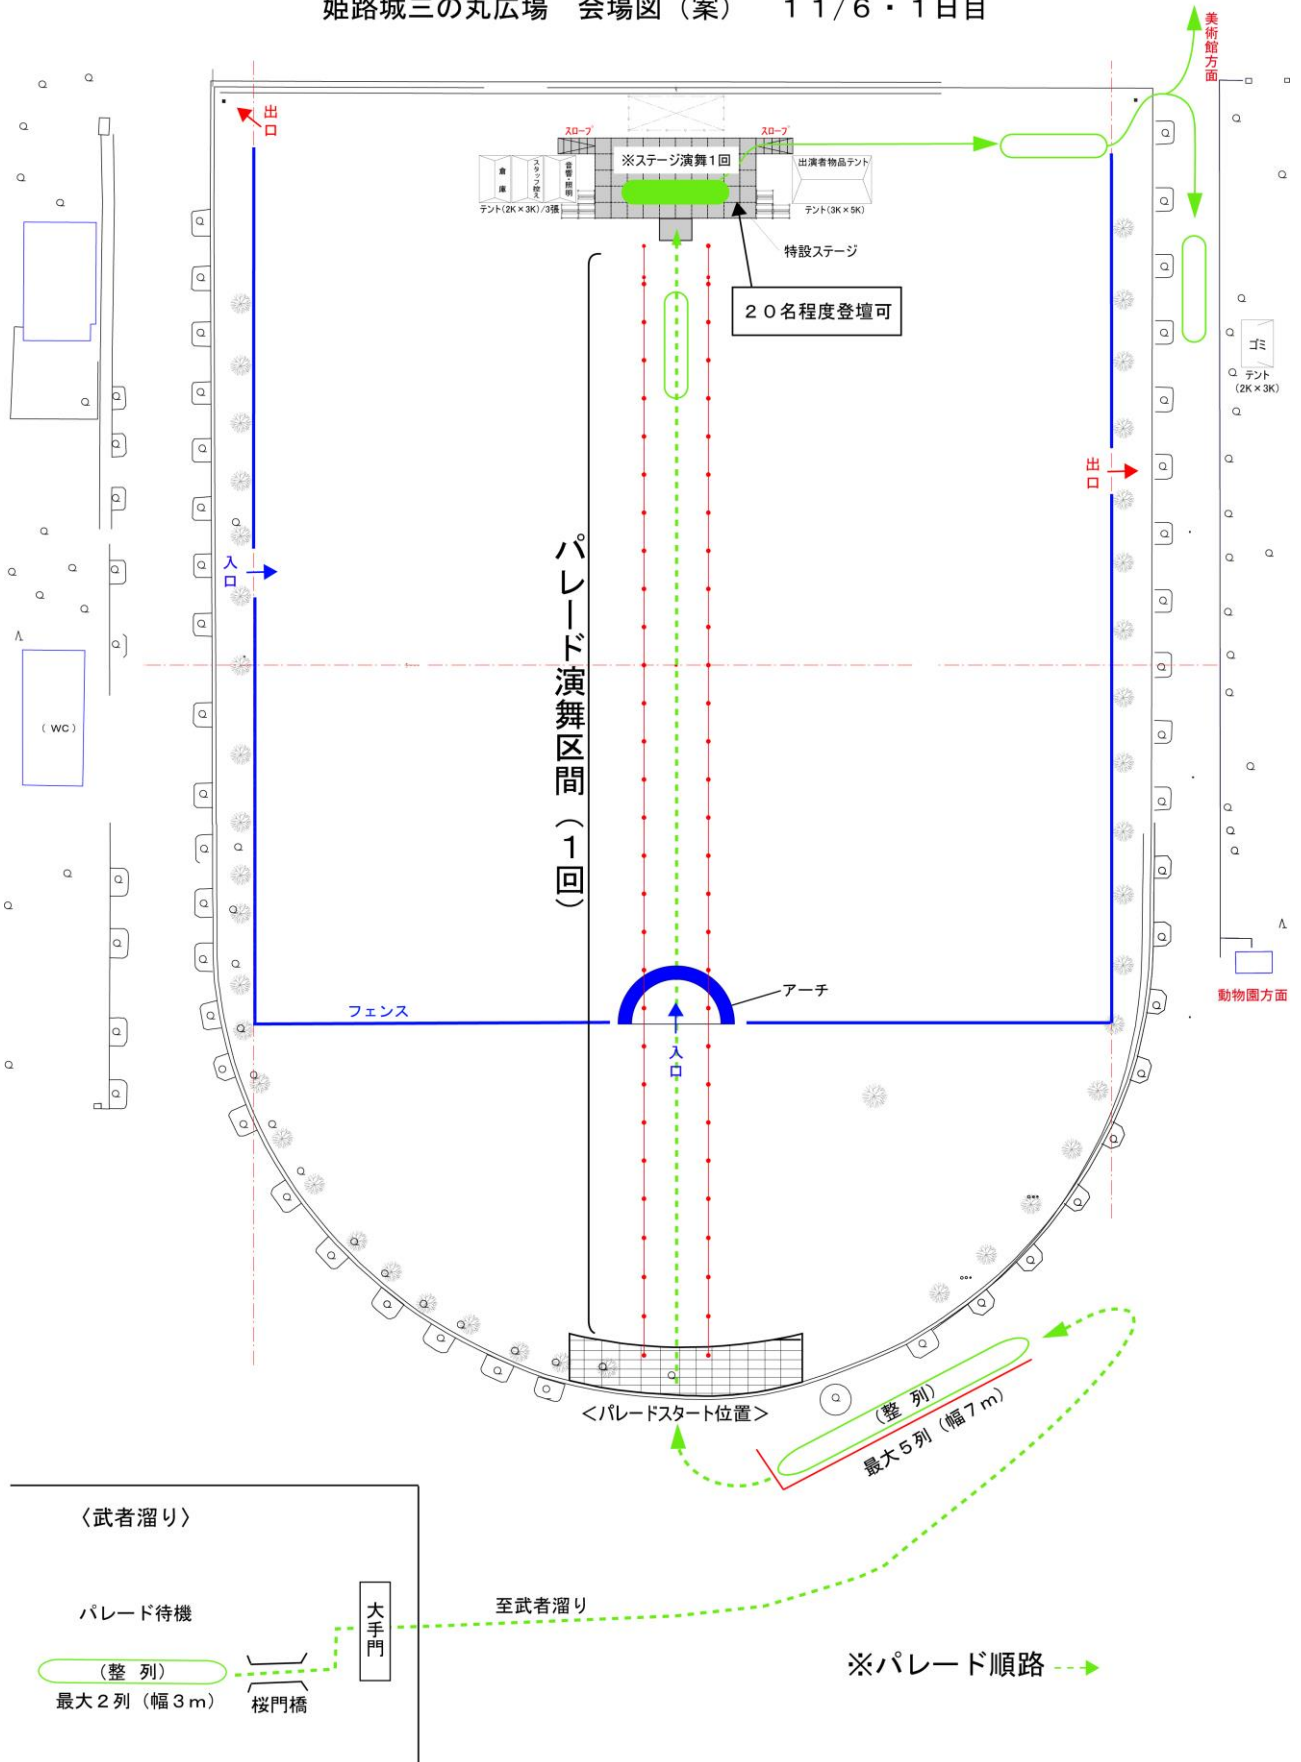 姫路城三の丸広場　会場図（案）　１１/６・１日目
美術館方面
出口
スロープ
スロープ
※ステージ演舞1回
倉庫
スタッフ控え
音響・照明
出演者物品テント
テント(2K×3K)/3張
テント(3K×5K)
特設ステージ
２０名程度登壇可
ゴミ
テント
(2K×3K)
出口
入口
パレード演舞区間（1回）
（WC）
アーチ
フェンス
入口
動物園方面
＜パレードスタート位置＞
（整　列）
最大５列（幅７ｍ）
〈武者溜り〉
パレード待機
大手門
至武者溜り
（整　列）
最大２列（幅３ｍ）
桜門橋
※パレード順路